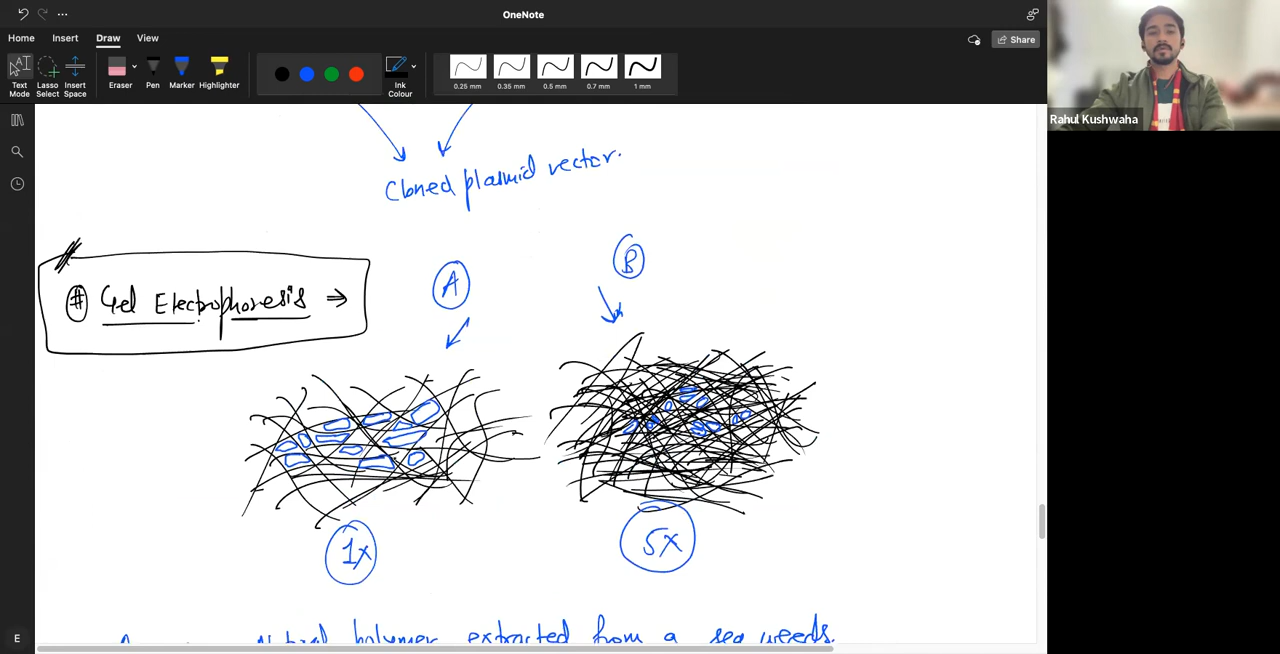 OneNote
Home Insert Draw View
Share
Text Mode
Lasso Select
Insert Space
Eraser
Pen
Marker
Highlighter
Ink Colour
0.25 mm
0.35 mm
0.5 mm
0.7 mm
1 mm
Rahul Kushwaha
Cloned plasmid vector.
# Gel Electrophoresis ⇒
A
B
1x
5x
polymer extracted from a sea weeds.
E